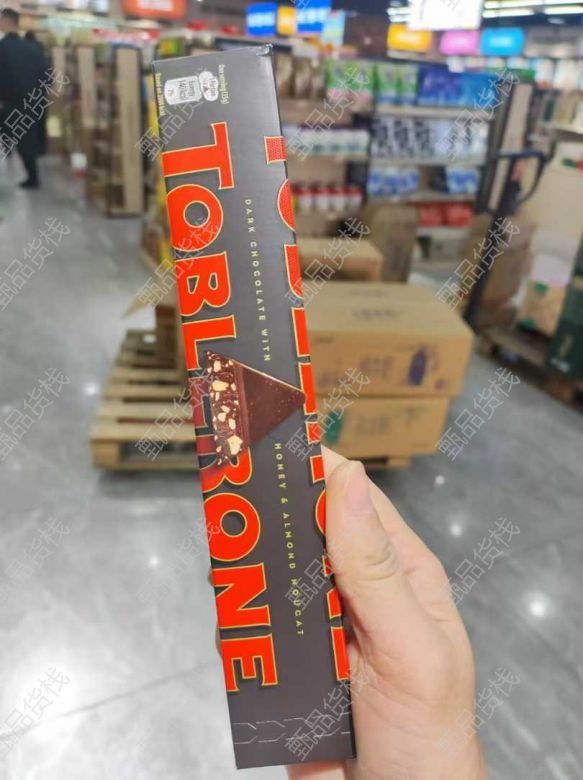 TOBLERONE
DARK CHOCOLATE WITH
HONEY & ALMOND NOUGAT
甄品货栈